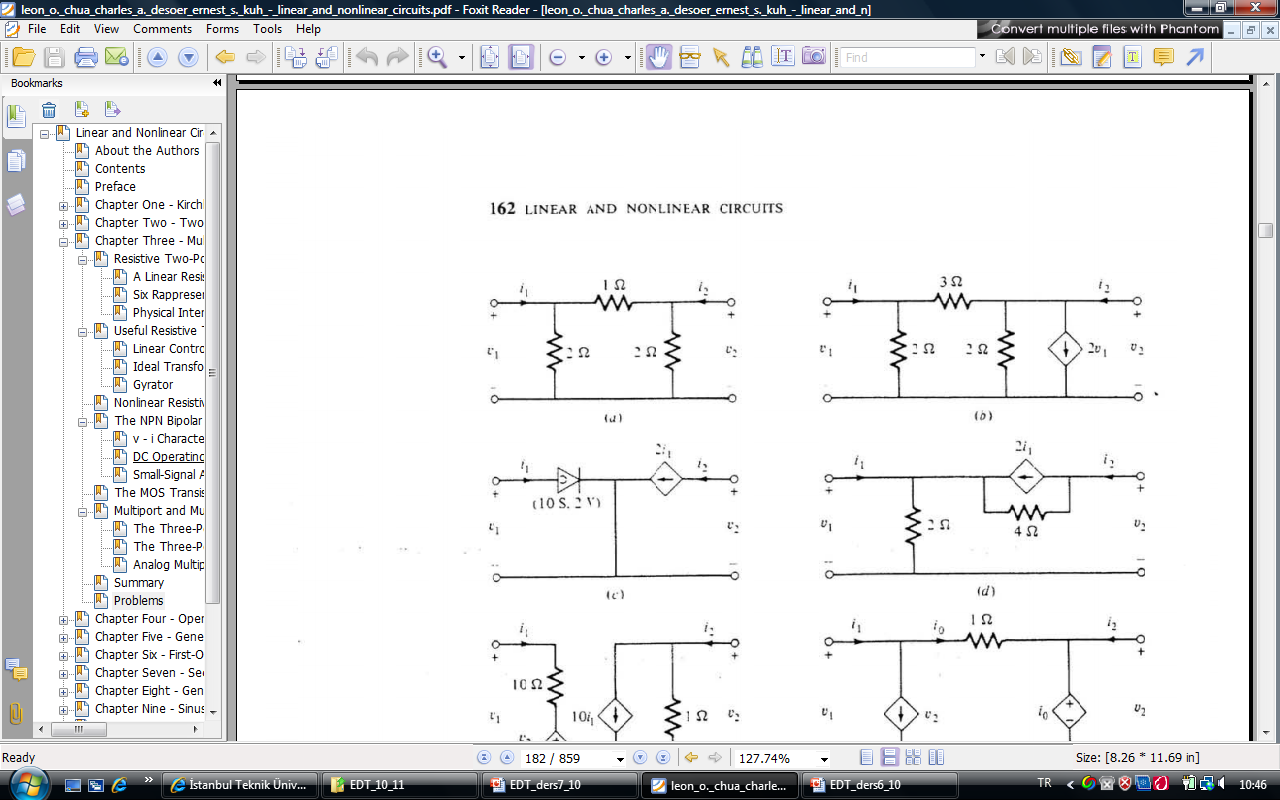 leon_o._chua_charles_a._desoer_ernest_s._kuh_-_linear_and_nonlinear_circuits.pdf - Foxit Reader - [leon_o._chua_charles_a._desoer_ernest_s._kuh_-_linear_and_n]
File Edit View Comments Forms Tools Help
Convert multiple files with Phantom
Find
Bookmarks
Linear and Nonlinear Cir
About the Authors
Contents
Preface
Chapter One - Kirchl
Chapter Two - Two
Chapter Three - Mul
Resistive Two-Po
A Linear Resi
Six Rappreser
Physical Inter
Useful Resistive T
Linear Contro
Ideal Transfo
Gyrator
Nonlinear Resisti
The NPN Bipolar
v - i Characte
DC Operating
Small-Signal A
The MOS Transis
Multiport and Mu
The Three-P
The Three-P
Analog Multip
Summary
Problems
Chapter Four - Oper
Chapter Five - Gene
Chapter Six - First-O
Chapter Seven - Sec
Chapter Eight - Gen
Chapter Nine - Sinus
162 LINEAR AND NONLINEAR CIRCUITS
i₁ 1 Ω i₂
+ +
v₁ 2 Ω 2 Ω v₂
− −
(a)
i₁ 3 Ω i₂
+ +
v₁ 2 Ω 2 Ω 2v₁ v₂
− −
(b)
i₁ 2i₁ i₂
+ +
(10 S, 2 V)
v₁ v₂
− −
(c)
i₁ 2i₁ i₂
+ +
v₁ 2 Ω 4 Ω v₂
− −
(d)
i₁ i₂
+ +
10 Ω
v₁ 10i₁ 1 Ω v₂
i₁ i₀ 1 Ω i₂
+ +
v₁ v₂ i₀ + − v₂
Ready
182 / 859
127.74%
Size: [8.26 * 11.69 in]
İstanbul Teknik Üniv...
EDT_10_11
EDT_ders7_10
leon_o._chua_charle...
EDT_ders6_10
TR
10:46